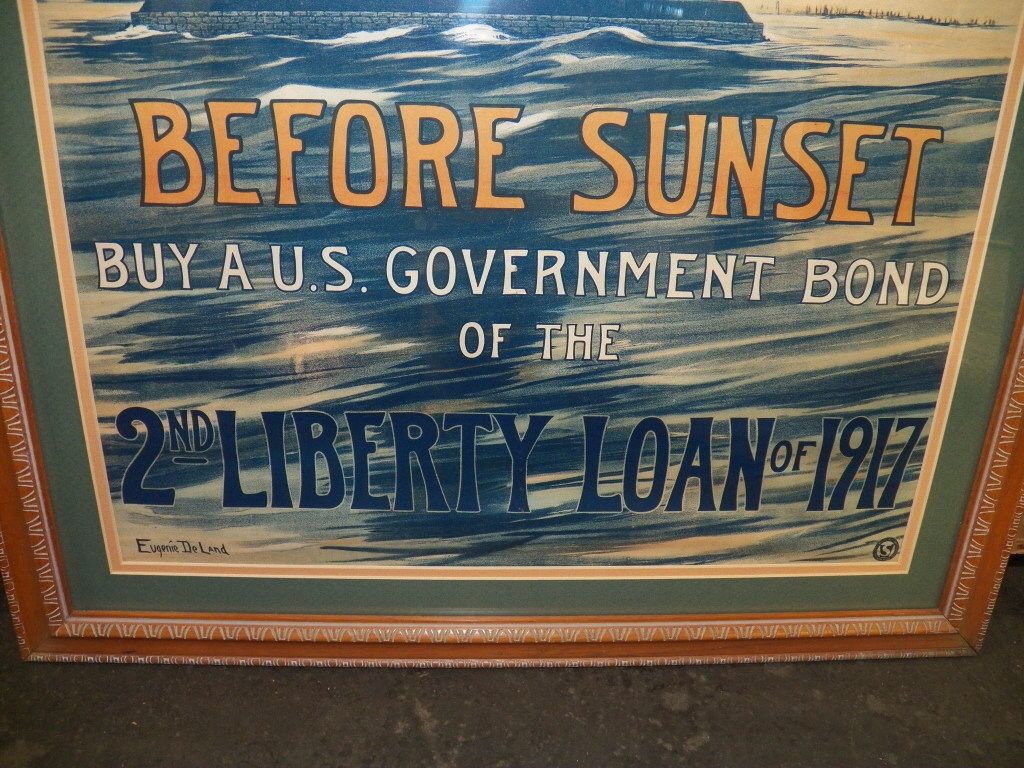 BEFORE SUNSET
BUY A U.S. GOVERNMENT BOND
OF THE
2ND LIBERTY LOAN OF 1917
Eugenie De Land